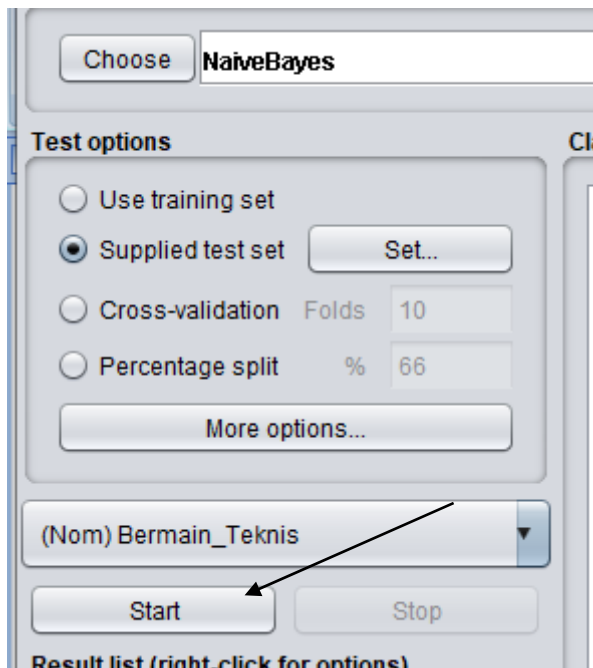 Choose NaiveBayes
Test options
Cl
Use training set
Supplied test set Set...
Cross-validation Folds 10
Percentage split % 66
More options...
(Nom) Bermain_Teknis
Start Stop
Result list (right-click for options)